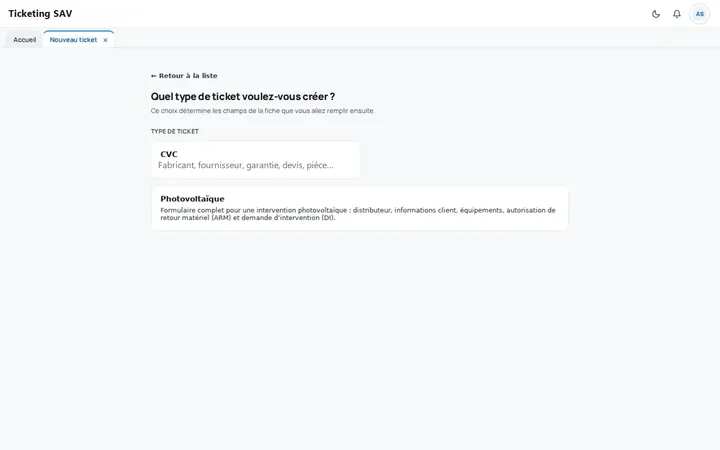 Ticketing SAV
AS
Accueil
Nouveau ticket ×
← Retour à la liste
Quel type de ticket voulez-vous créer ?
Ce choix détermine les champs de la fiche que vous allez remplir ensuite.
TYPE DE TICKET
CVC
Fabricant, fournisseur, garantie, devis, pièce...
Photovoltaïque
Formulaire complet pour une intervention photovoltaïque : distributeur, informations client, équipements, autorisation de
retour matériel (ARM) et demande d'intervention (DI).